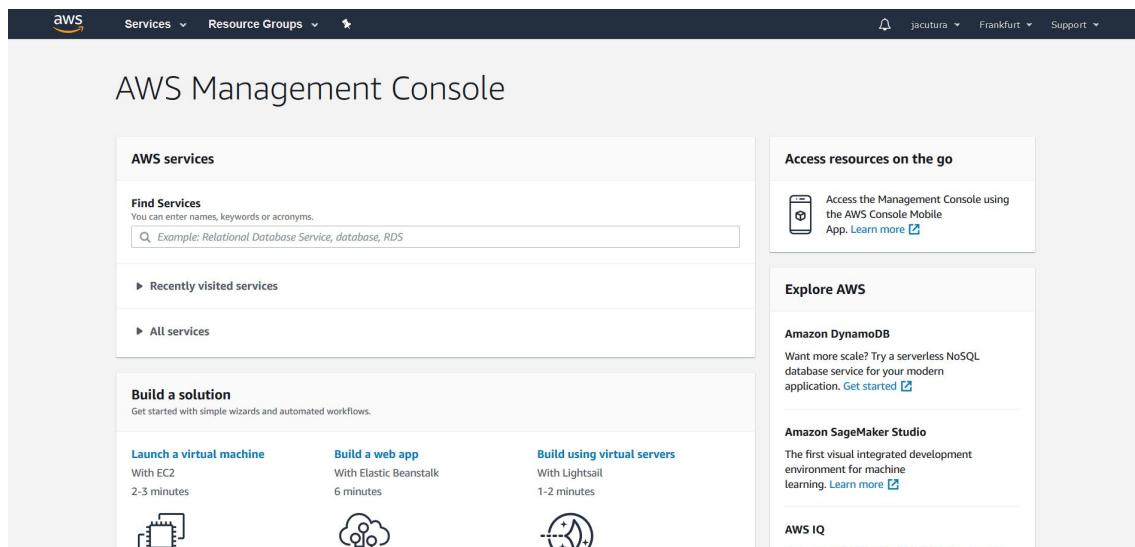 aws
Services
Resource Groups
jacutura
Frankfurt
Support
AWS Management Console
AWS services
Find Services
You can enter names, keywords or acronyms.
Example: Relational Database Service, database, RDS
Recently visited services
All services
Build a solution
Get started with simple wizards and automated workflows.
Launch a virtual machine
With EC2
2-3 minutes
Build a web app
With Elastic Beanstalk
6 minutes
Build using virtual servers
With Lightsail
1-2 minutes
Access resources on the go
Access the Management Console using
the AWS Console Mobile
App. Learn more
Explore AWS
Amazon DynamoDB
Want more scale? Try a serverless NoSQL
database service for your modern
application. Get started
Amazon SageMaker Studio
The first visual integrated development
environment for machine
learning. Learn more
AWS IQ